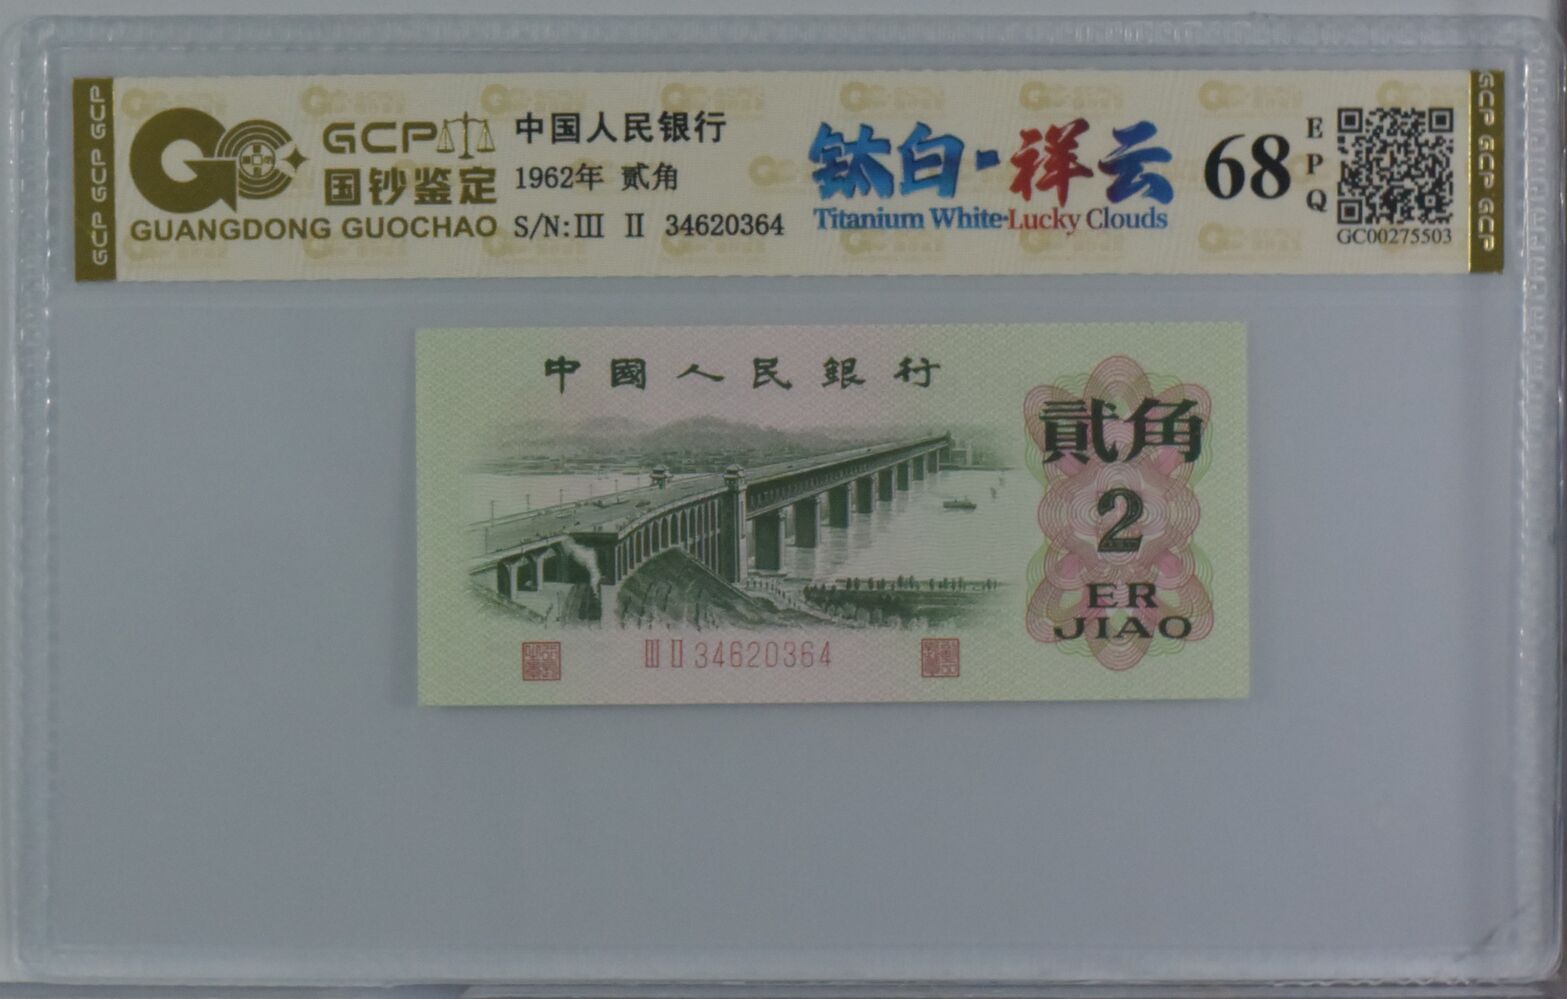 GCP GCP GCP
GCP
国钞鉴定
GUANGDONG GUOCHAO
中国人民银行
1962年 贰角
S/N:Ⅲ Ⅱ 34620364
钛白-祥云
Titanium White-Lucky Clouds
68
EPQ
GC00275503
GCP GCP GCP
中國人民銀行
貳角
2
ER
JIAO
Ⅲ Ⅱ 34620364